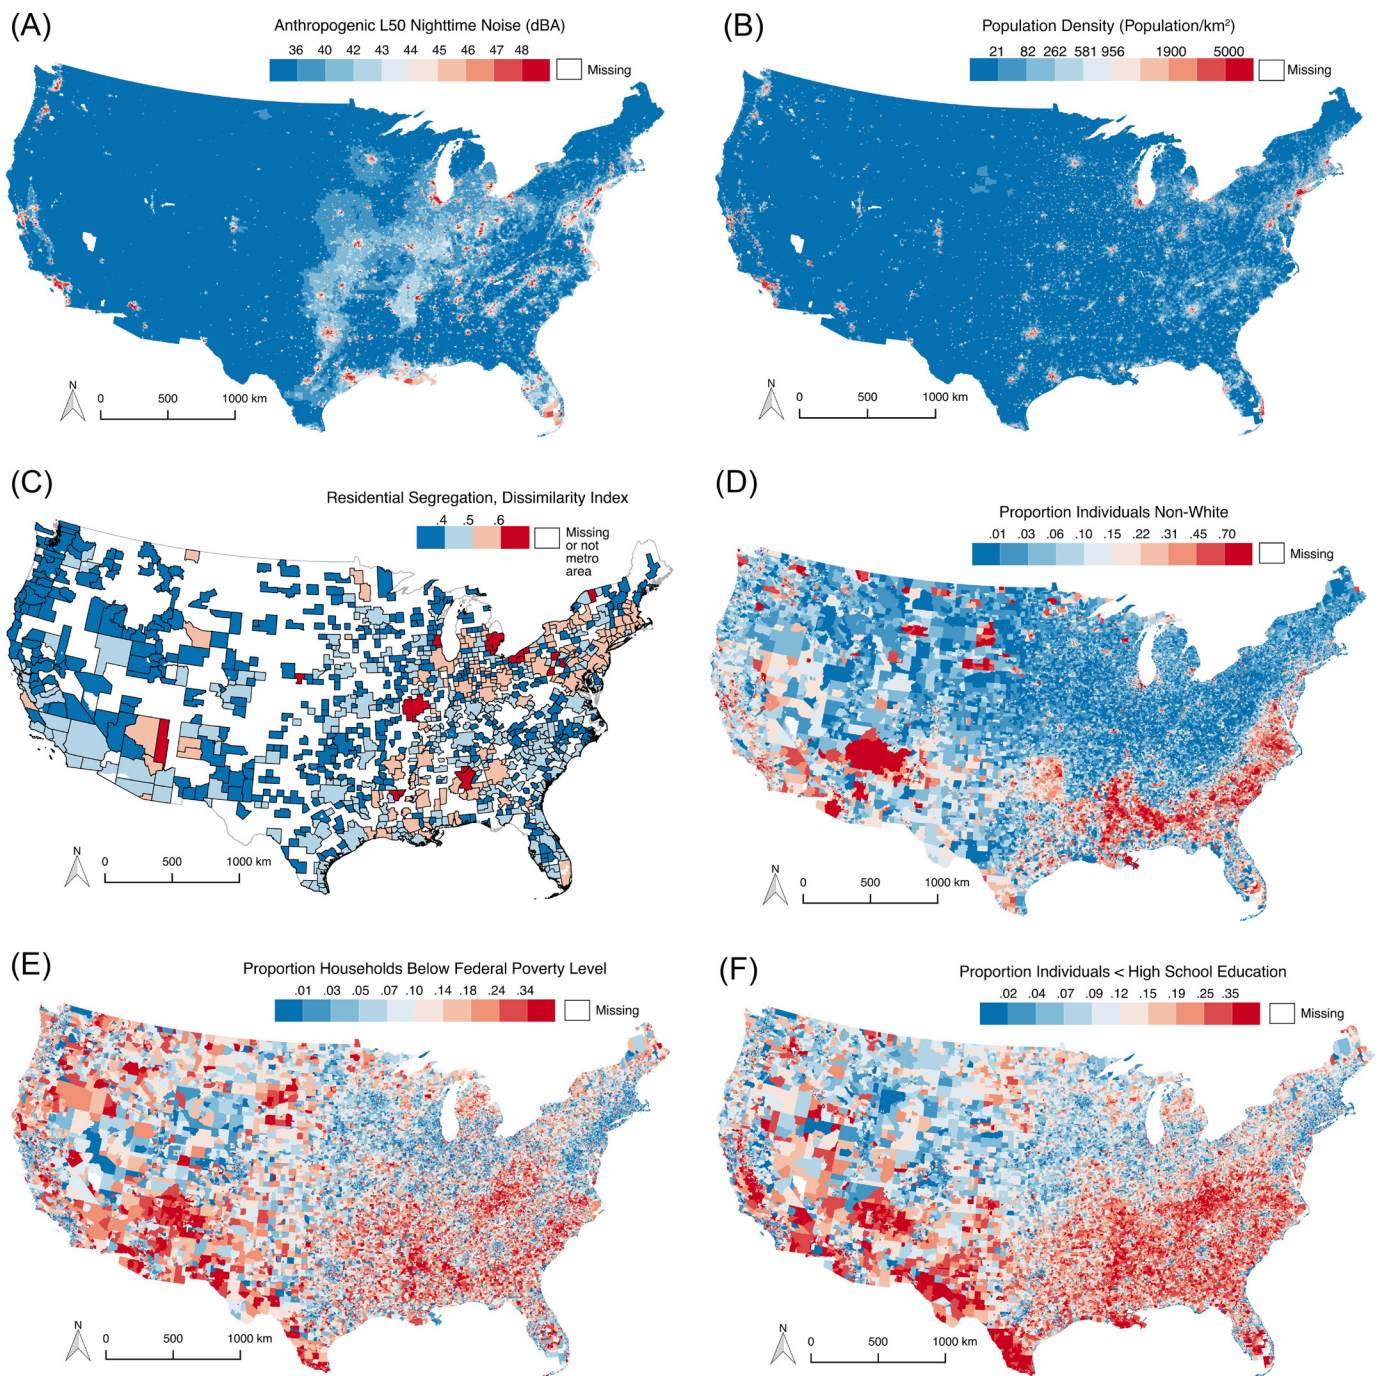 (A)
Anthropogenic L50 Nighttime Noise (dBA)
36 40 42 43 44 45 46 47 48
Missing
N
0 500 1000 km
(B)
Population Density (Population/km²)
21 82 262 581 956 1900 5000
Missing
N
0 500 1000 km
(C)
Residential Segregation, Dissimilarity Index
.4 .5 .6
Missing
or not
metro
area
N
0 500 1000 km
(D)
Proportion Individuals Non-White
.01 .03 .06 .10 .15 .22 .31 .45 .70
Missing
N
0 500 1000 km
(E)
Proportion Households Below Federal Poverty Level
.01 .03 .05 .07 .10 .14 .18 .24 .34
Missing
N
0 500 1000 km
(F)
Proportion Individuals < High School Education
.02 .04 .07 .09 .12 .15 .19 .25 .35
Missing
N
0 500 1000 km